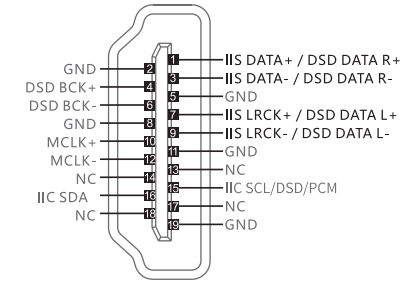 1 IIS DATA+ / DSD DATA R+
GND 2
3 IIS DATA- / DSD DATA R-
DSD BCK+ 4
5 GND
DSD BCK- 6
7 IIS LRCK+ / DSD DATA L+
GND 8
9 IIS LRCK- / DSD DATA L-
MCLK+ 10
11 GND
MCLK- 12
13 NC
NC 14
15 IIC SCL/DSD/PCM
IIC SDA 16
17 NC
NC 18
19 GND